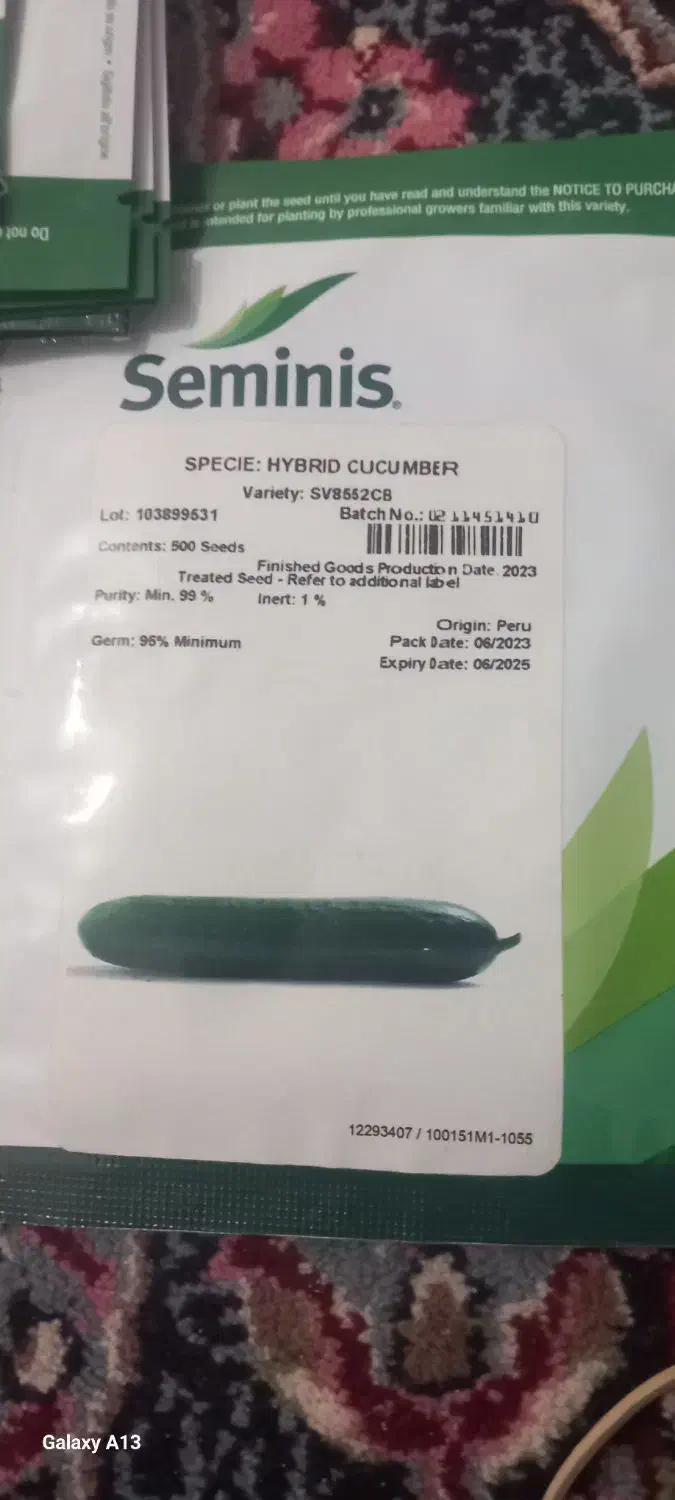 Do not
or plant the seed until you have read and understand the NOTICE TO PURCHA
intended for planting by professional growers familiar with this variety.
Seminis®
SPECIE: HYBRID CUCUMBER
Variety: SV8552CB
Lot: 103899531
Batch No.: 0211451410
Contents: 500 Seeds
Finished Goods Production Date. 2023
Treated Seed - Refer to additional label
Purity: Min. 99 % Inert: 1 %
Origin: Peru
Germ: 95% Minimum
Pack Date: 06/2023
Expiry Date: 06/2025
12293407 / 100151M1-1055
Galaxy A13